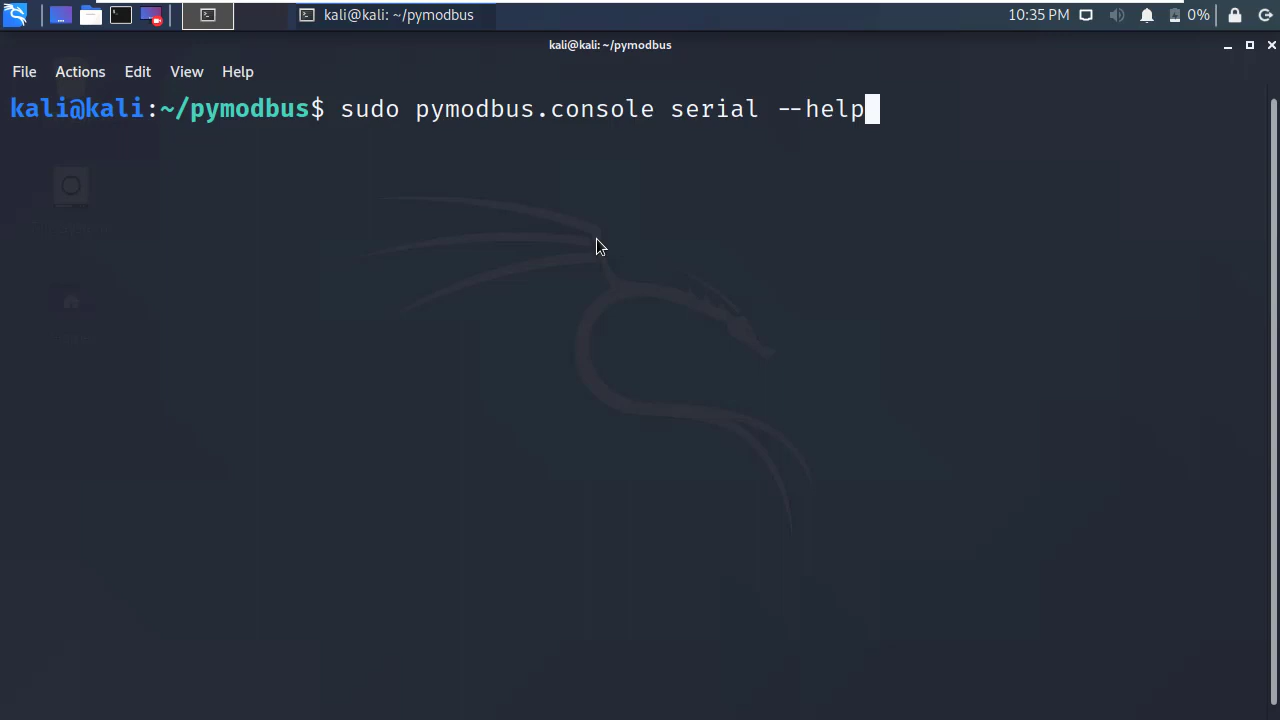 kali@kali: ~/pymodbus
10:35 PM
0%
kali@kali: ~/pymodbus
File Actions Edit View Help
kali@kali:~/pymodbus$ sudo pymodbus.console serial --help